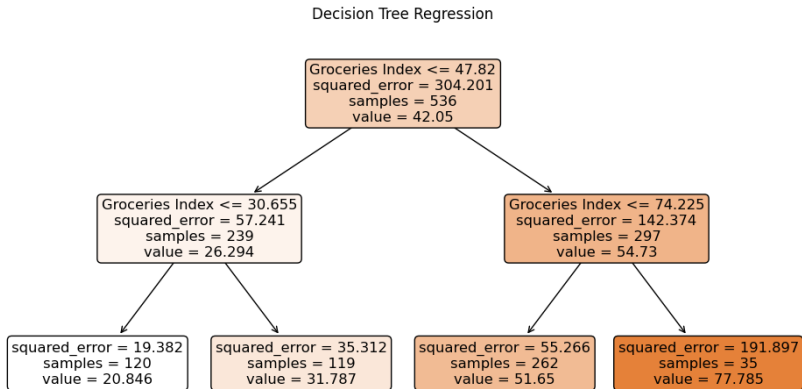 Decision Tree Regression
Groceries Index <= 47.82
squared_error = 304.201
samples = 536
value = 42.05
Groceries Index <= 30.655
squared_error = 57.241
samples = 239
value = 26.294
Groceries Index <= 74.225
squared_error = 142.374
samples = 297
value = 54.73
squared_error = 19.382
samples = 120
value = 20.846
squared_error = 35.312
samples = 119
value = 31.787
squared_error = 55.266
samples = 262
value = 51.65
squared_error = 191.897
samples = 35
value = 77.785